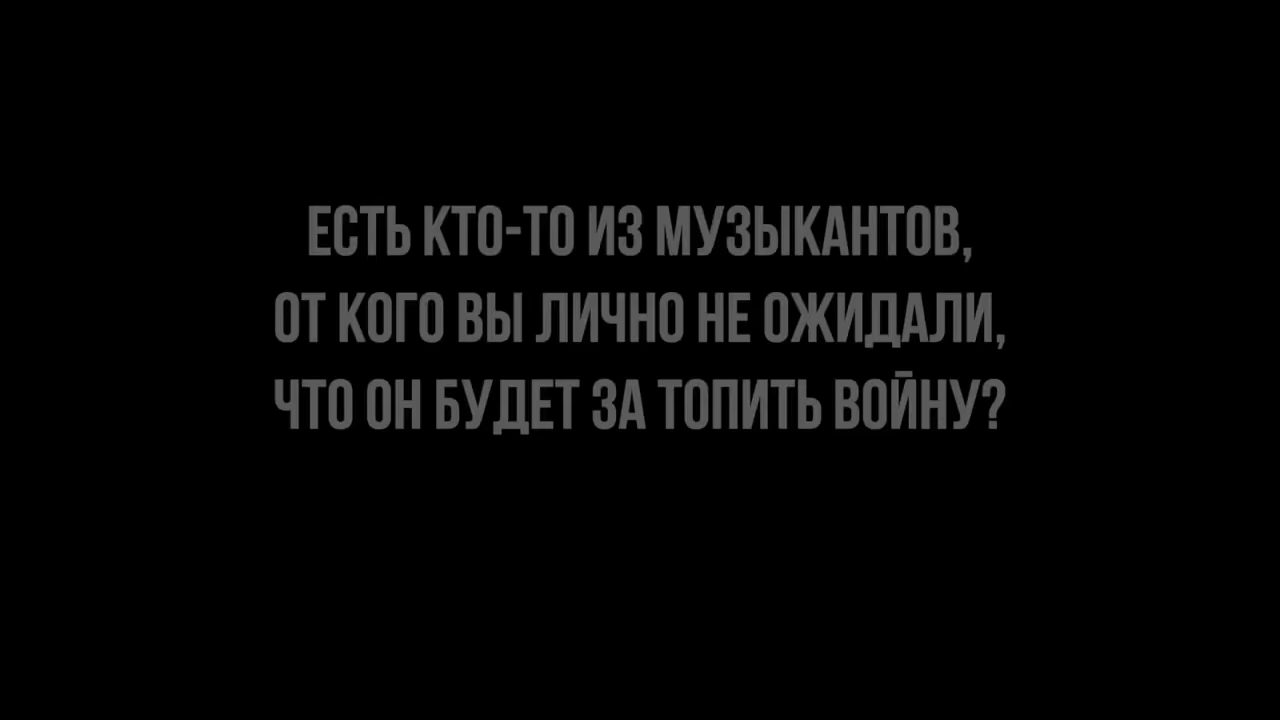 ЕСТЬ КТО-ТО ИЗ МУЗЫКАНТОВ,
ОТ КОГО ВЫ ЛИЧНО НЕ ОЖИДАЛИ,
ЧТО ОН БУДЕТ ЗА ТОПИТЬ ВОЙНУ?